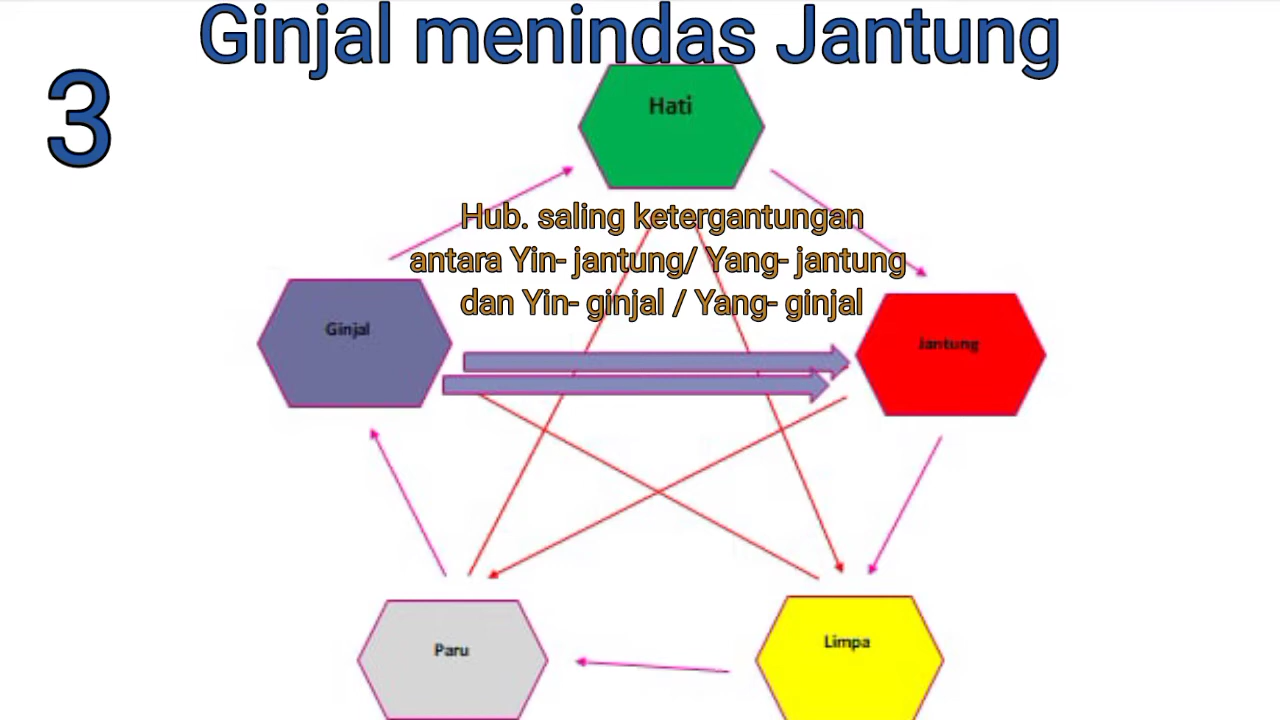 Ginjal menindas Jantung
3
Hati
Hub. saling ketergantungan
antara Yin- jantung/ Yang- jantung
dan Yin- ginjal / Yang- ginjal
Ginjal
Jantung
Paru
Limpa